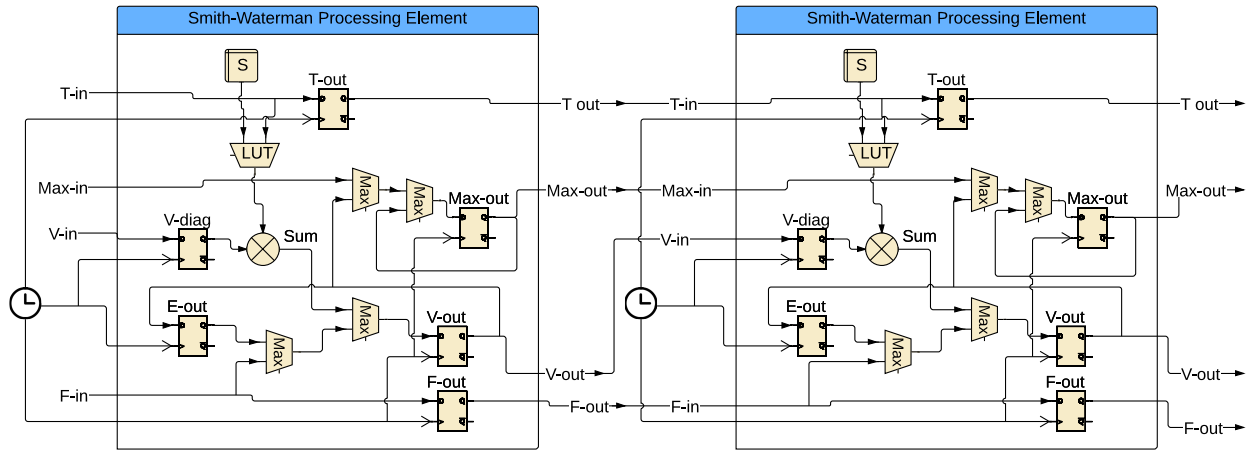 Smith-Waterman Processing Element
Smith-Waterman Processing Element
S
S
T-out
T-out
T-in
T out
T-in
T out
LUT
LUT
Max-in
Max
Max
Max-out
Max-out
Max-in
Max
Max
Max-out
Max-out
V-diag
V-diag
V-in
Sum
V-in
Sum
E-out
Max
V-out
E-out
Max
V-out
Max
Max
V-out
V-out
F-out
F-out
F-in
F-out
F-in
F-out